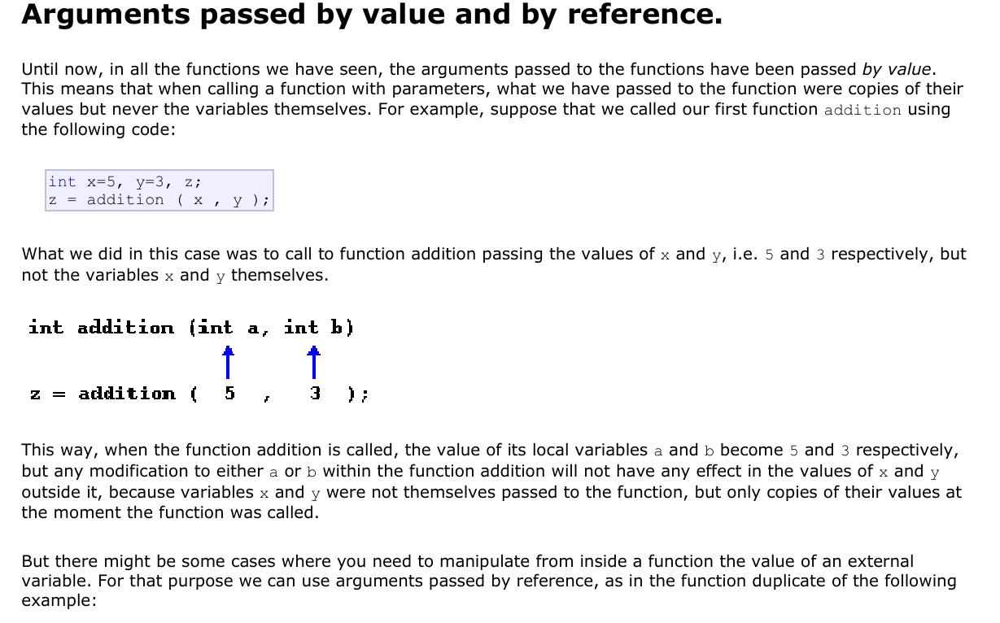 Arguments passed by value and by reference.
Until now, in all the functions we have seen, the arguments passed to the functions have been passed by value.
This means that when calling a function with parameters, what we have passed to the function were copies of their
values but never the variables themselves. For example, suppose that we called our first function addition using
the following code:
int x=5, y=3, z;
z = addition ( x , y );
What we did in this case was to call to function addition passing the values of x and y, i.e. 5 and 3 respectively, but
not the variables x and y themselves.
int addition (int a, int b)
z = addition ( 5 , 3 );
This way, when the function addition is called, the value of its local variables a and b become 5 and 3 respectively,
but any modification to either a or b within the function addition will not have any effect in the values of x and y
outside it, because variables x and y were not themselves passed to the function, but only copies of their values at
the moment the function was called.
But there might be some cases where you need to manipulate from inside a function the value of an external
variable. For that purpose we can use arguments passed by reference, as in the function duplicate of the following
example: